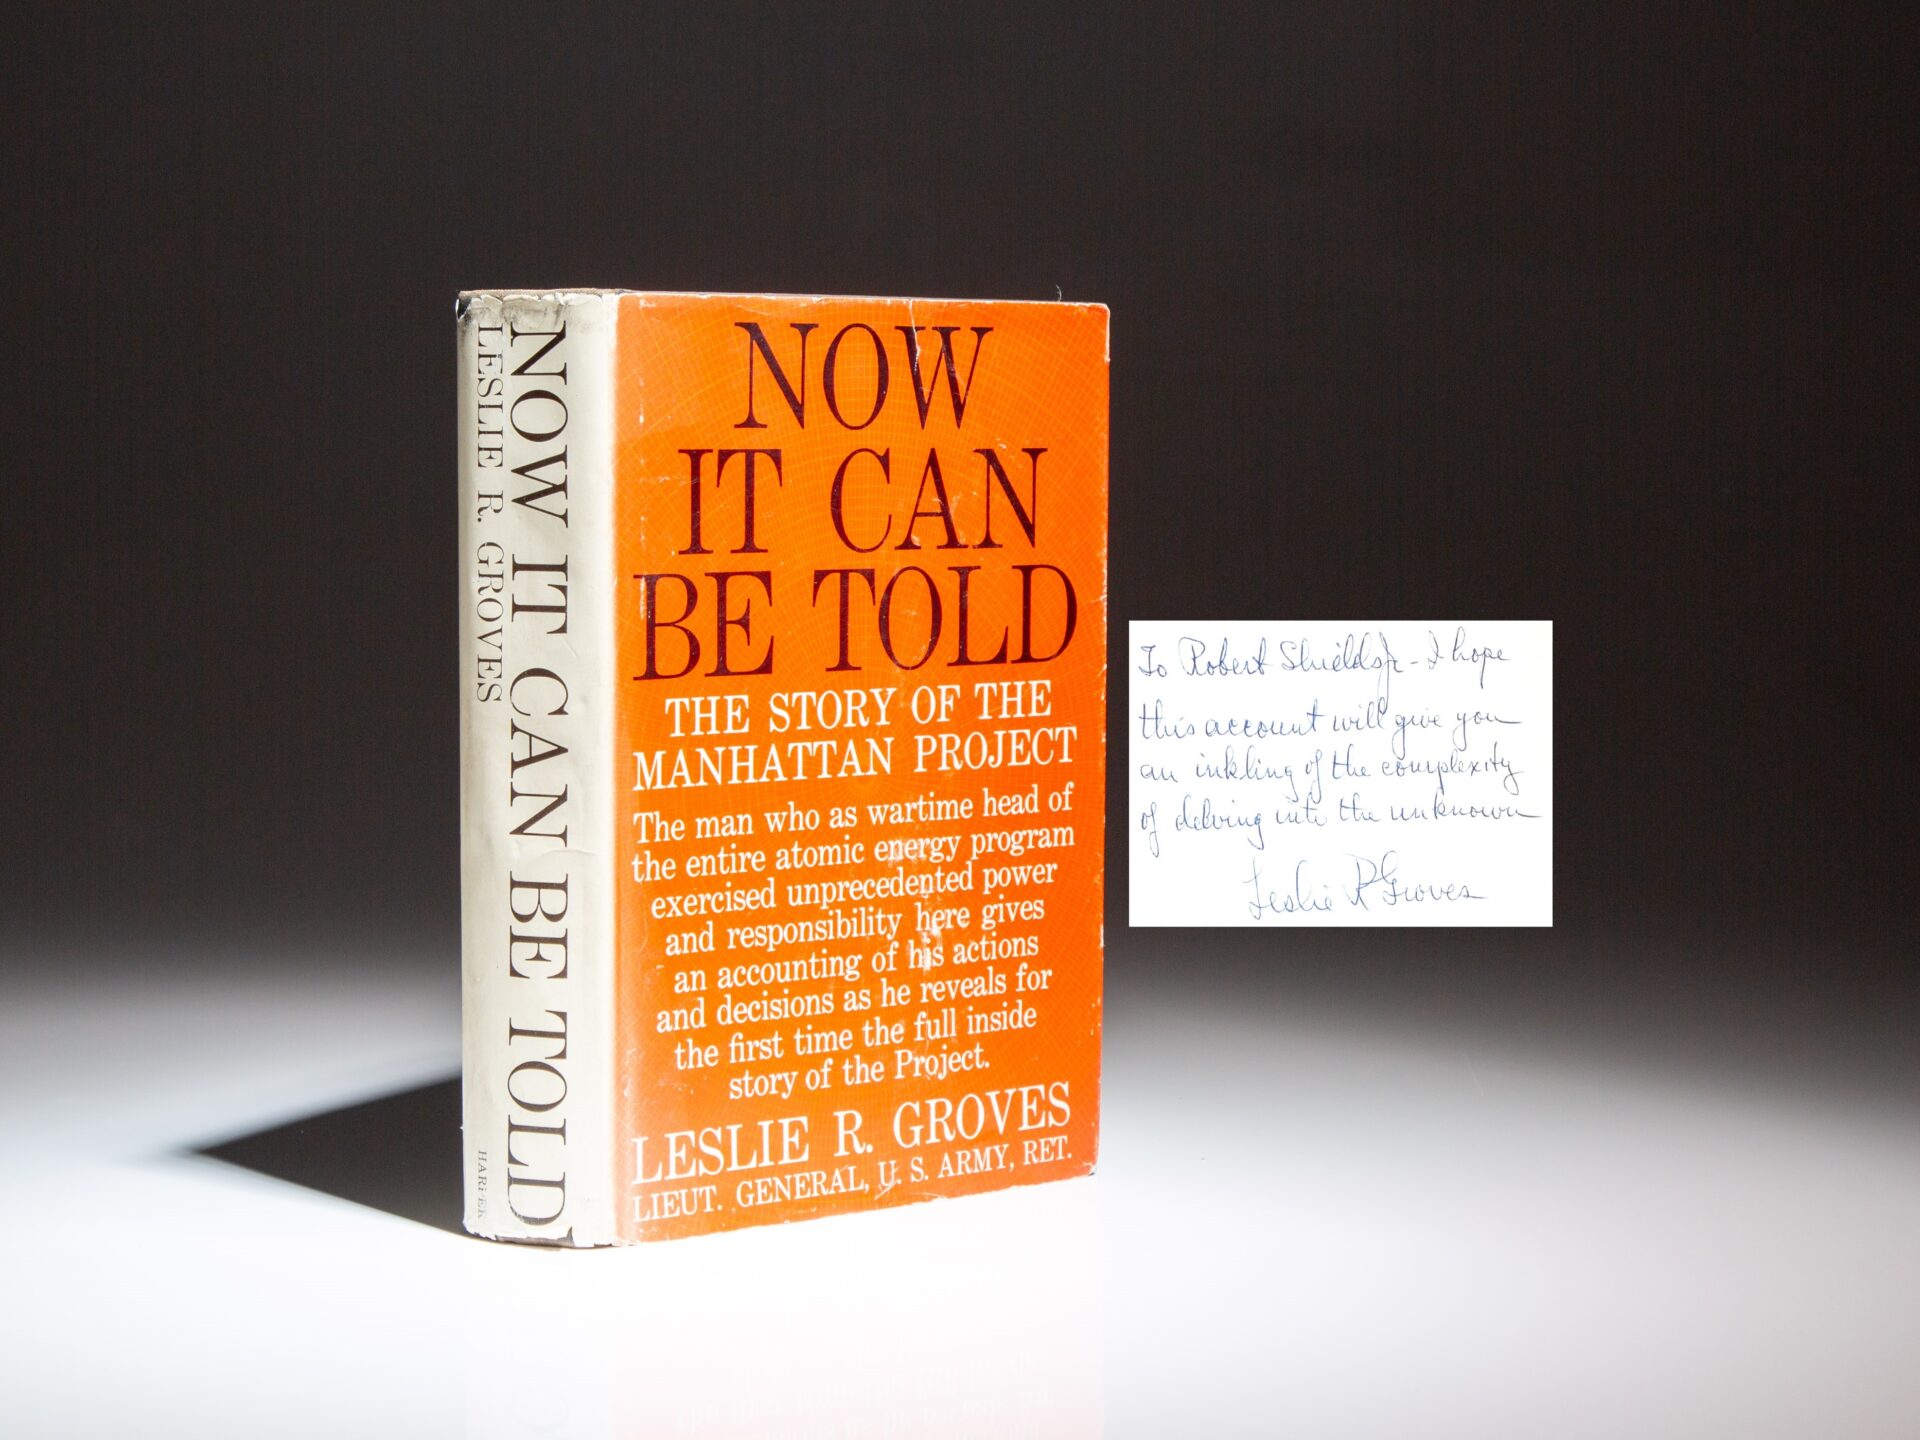 NOW IT CAN BE TOLD
LESLIE R. GROVES
HARPER
NOW
IT CAN
BE TOLD
THE STORY OF THE
MANHATTAN PROJECT
The man who as wartime head of
the entire atomic energy program
exercised unprecedented power
and responsibility here gives
an accounting of his actions
and decisions as he reveals for
the first time the full inside
story of the Project.
LESLIE R. GROVES
LIEUT. GENERAL, U. S. ARMY, RET.
To Robert Shields Jr - I hope
this account will give you
an inkling of the complexity
of delving into the unknown
Leslie R Groves